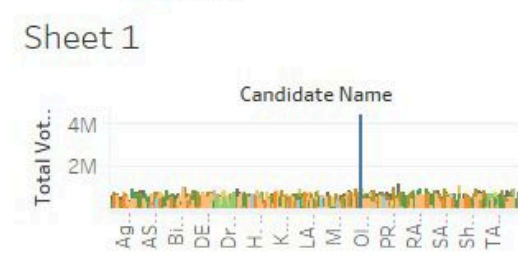 Sheet 1
Candidate Name
Total Vot..
4M
2M
Ag..
AS..
Bi..
DE..
Dr..
H..
K..
LA..
M..
Ol..
PR..
RA..
SA..
Sh..
TA..